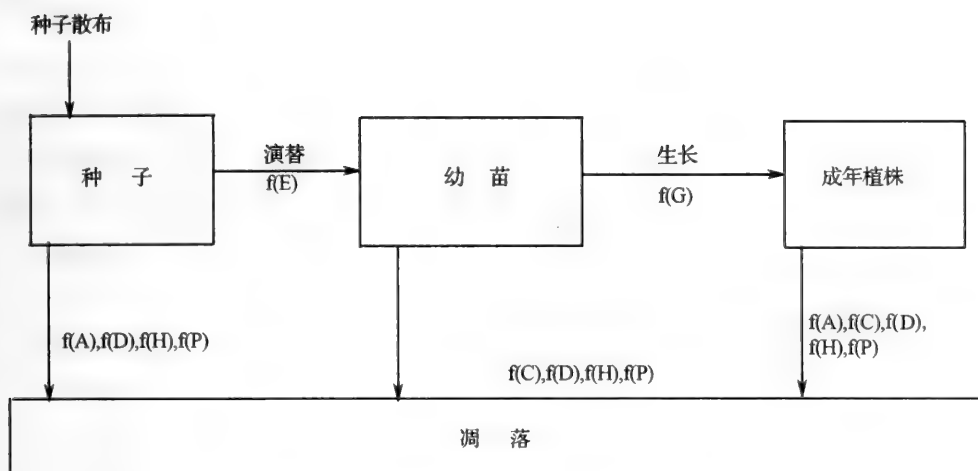 种子散布
种 子
演替
f(E)
幼 苗
生长
f(G)
成年植株
f(A),f(D),f(H),f(P)
f(C),f(D),f(H),f(P)
f(A),f(C),f(D),
f(H),f(P)
凋 落